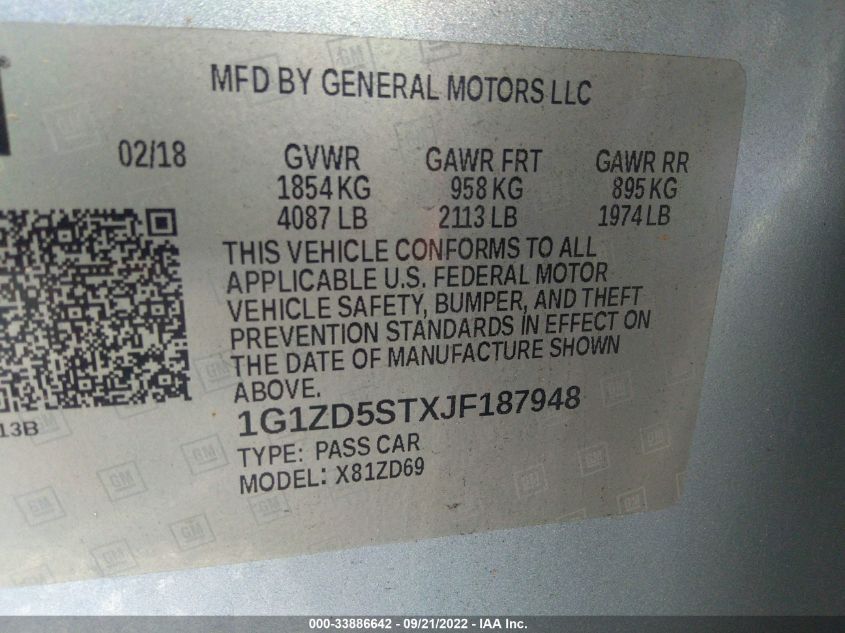 MFD BY GENERAL MOTORS LLC
02/18 GVWR GAWR FRT GAWR RR
1854 KG 958 KG 895 KG
4087 LB 2113 LB 1974 LB
THIS VEHICLE CONFORMS TO ALL
APPLICABLE U.S. FEDERAL MOTOR
VEHICLE SAFETY, BUMPER, AND THEFT
PREVENTION STANDARDS IN EFFECT ON
THE DATE OF MANUFACTURE SHOWN
ABOVE.
13B
1G1ZD5STXJF187948
TYPE: PASS CAR
MODEL: X81ZD69
000-33886642 - 09/21/2022 - IAA Inc.